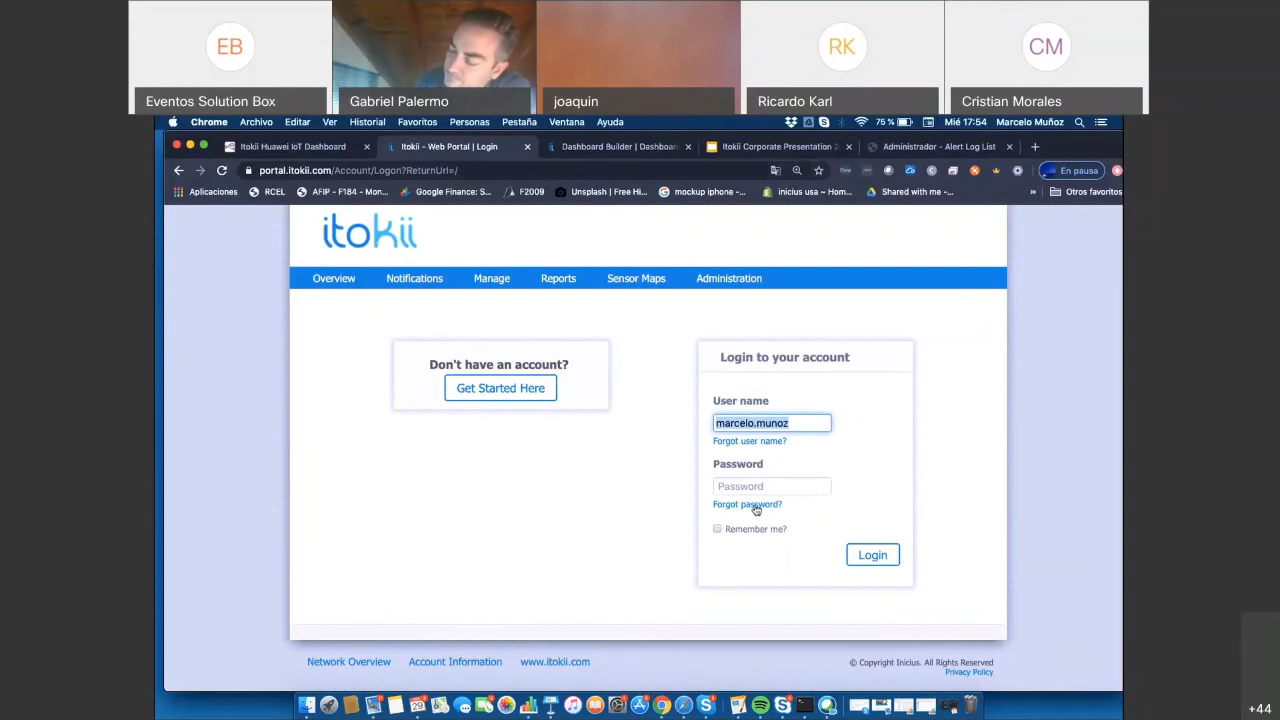 EB
RK
CM
Eventos Solution Box
Gabriel Palermo
joaquin
Ricardo Karl
Cristian Morales
Chrome Archivo Editar Ver Historial Favoritos Personas Pestaña Ventana Ayuda 75 % Mié 17:54 Marcelo Muñoz
Itokii Huawei IoT Dashboard
Itokii - Web Portal | Login
Dashboard Builder | Dashboar
Itokii Corporate Presentation 2
Administrador - Alert Log List
portal.itokii.com/Account/Logon?ReturnUrl=/
En pausa
Aplicaciones RCEL AFIP - F184 - Mon... Google Finance: S... F2009 Unsplash | Free Hi... mockup iphone -... inicius usa ~ Hom... Shared with me -... » Otros favoritos
itokii
Overview Notifications Manage Reports Sensor Maps Administration
Don't have an account?
Get Started Here
Login to your account
User name
marcelo.munoz
Forgot user name?
Password
Password
Forgot password?
Remember me?
Login
Network Overview Account Information www.itokii.com
© Copyright Inicius. All Rights Reserved
Privacy Policy
+44